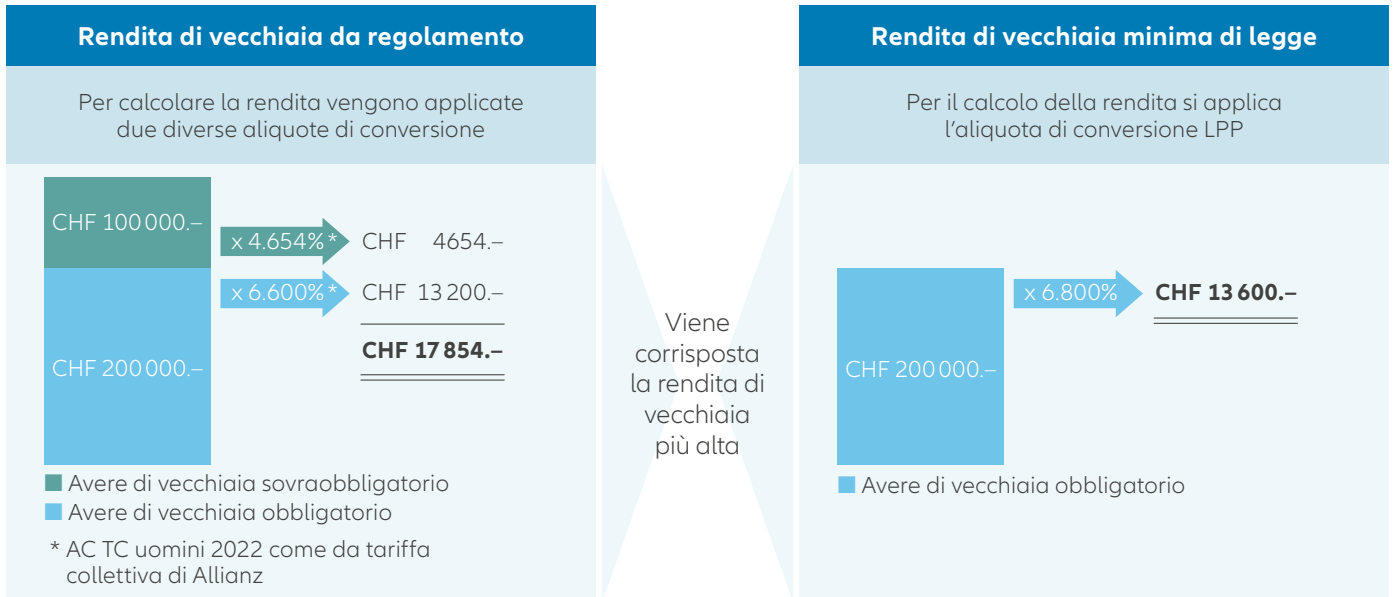 Rendita di vecchiaia da regolamento
Per calcolare la rendita vengono applicate
due diverse aliquote di conversione
CHF 100 000.–
x 4.654% *
CHF 4654.–
x 6.600% *
CHF 13 200.–
CHF 17 854.–
CHF 200 000.–
Avere di vecchiaia sovraobbligatorio
Avere di vecchiaia obbligatorio
* AC TC uomini 2022 come da tariffa
collettiva di Allianz
Viene
corrisposta
la rendita di
vecchiaia
più alta
Rendita di vecchiaia minima di legge
Per il calcolo della rendita si applica
l’aliquota di conversione LPP
x 6.800%
CHF 13 600.–
CHF 200 000.–
Avere di vecchiaia obbligatorio